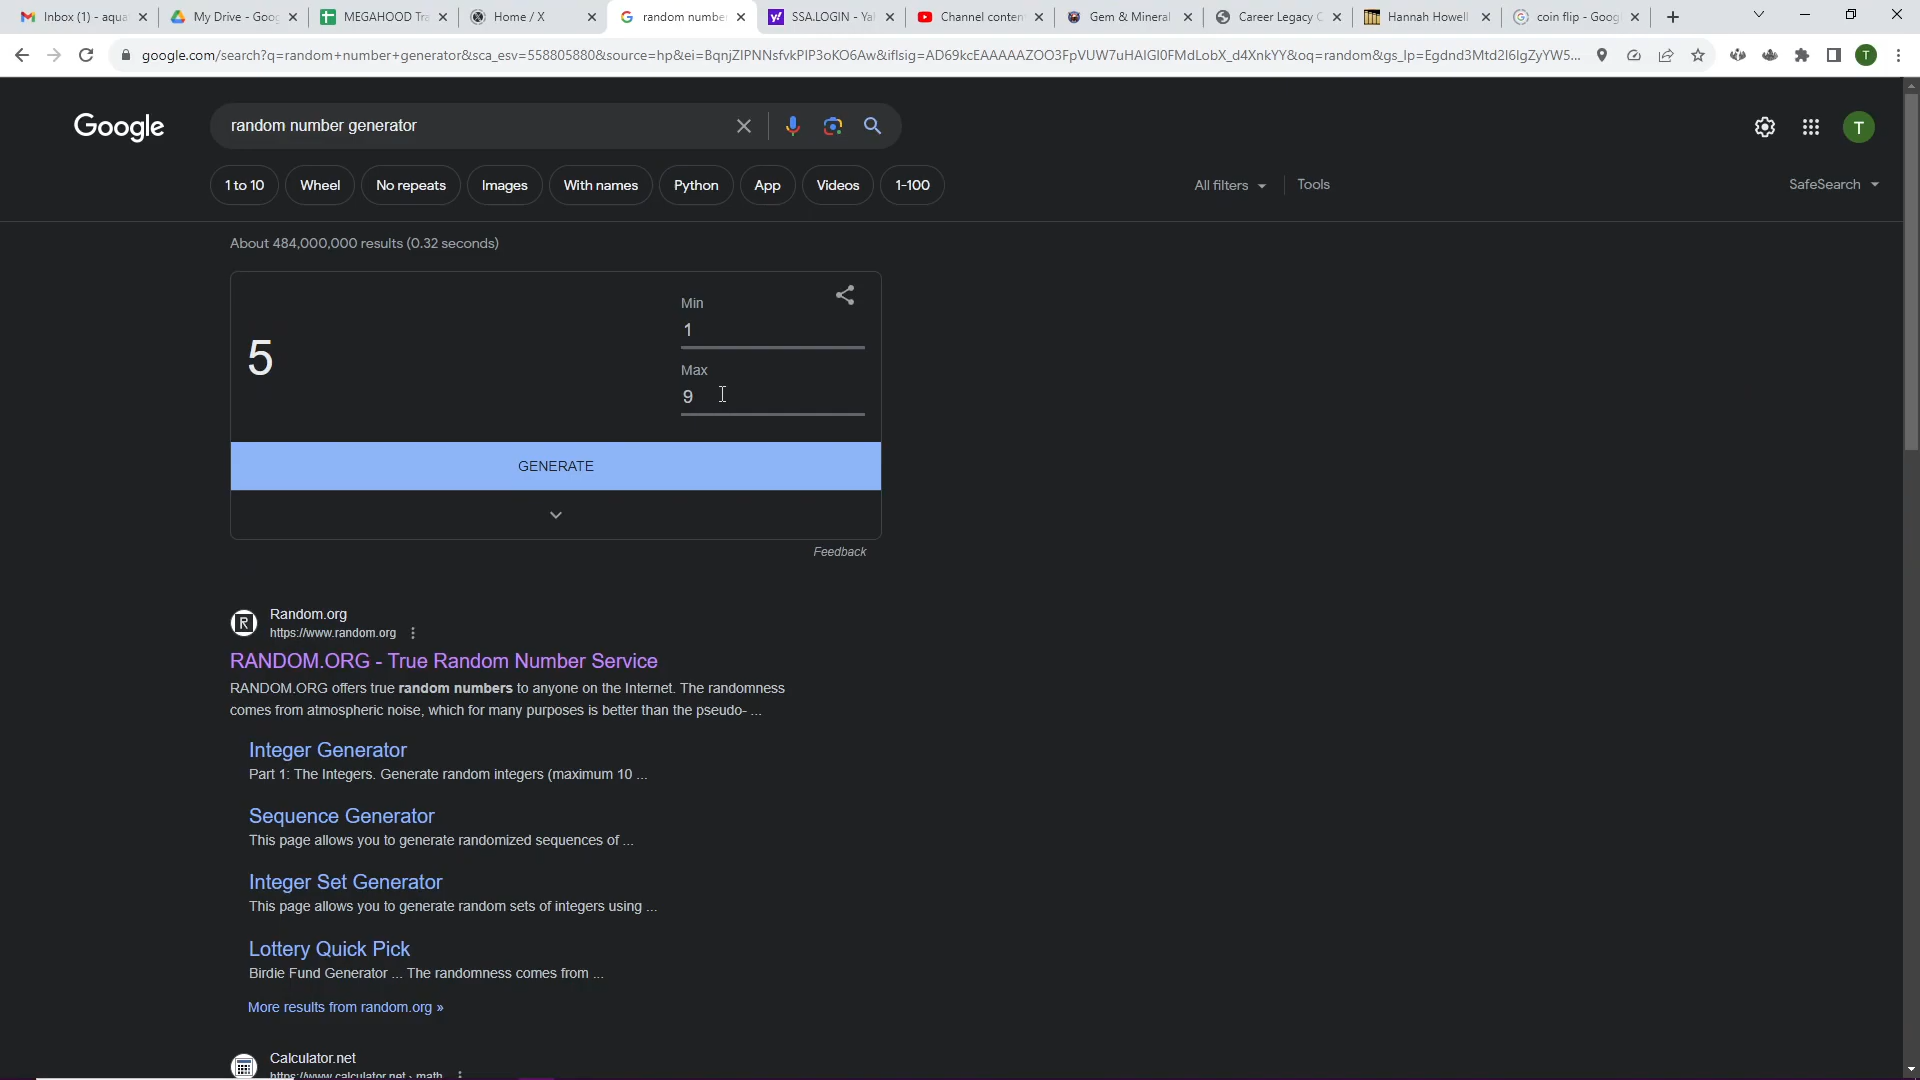 Inbox (1) - aqua
My Drive - Goog
MEGAHOOD Tra
Home / X
random numbe
SSA.LOGIN - Ya
Channel conten
Gem & Mineral
Career Legacy C
Hannah Howell
coin flip - Goog
google.com/search?q=random+number+generator&sca_esv=558805880&source=hp&ei=BqnjZIPNNsfvkPIP3oKO6Aw&iflsig=AD69kcEAAAAAZOO3FpVUW7uHAIGI0FMdLobX_d4XnkYY&oq=random&gs_lp=Egdnd3Mtd2l6IgZyYW5...
T
Google
random number generator
T
1 to 10
Wheel
No repeats
Images
With names
Python
App
Videos
1-100
All filters
Tools
SafeSearch
About 484,000,000 results (0.32 seconds)
Min
1
5
Max
9
GENERATE
Feedback
R
Random.org
https://www.random.org
RANDOM.ORG - True Random Number Service
RANDOM.ORG offers true random numbers to anyone on the Internet. The randomness
comes from atmospheric noise, which for many purposes is better than the pseudo- ...
Integer Generator
Part 1: The Integers. Generate random integers (maximum 10 ...
Sequence Generator
This page allows you to generate randomized sequences of ...
Integer Set Generator
This page allows you to generate random sets of integers using ...
Lottery Quick Pick
Birdie Fund Generator ... The randomness comes from ...
More results from random.org »
Calculator.net
https://www.calculator.net › math